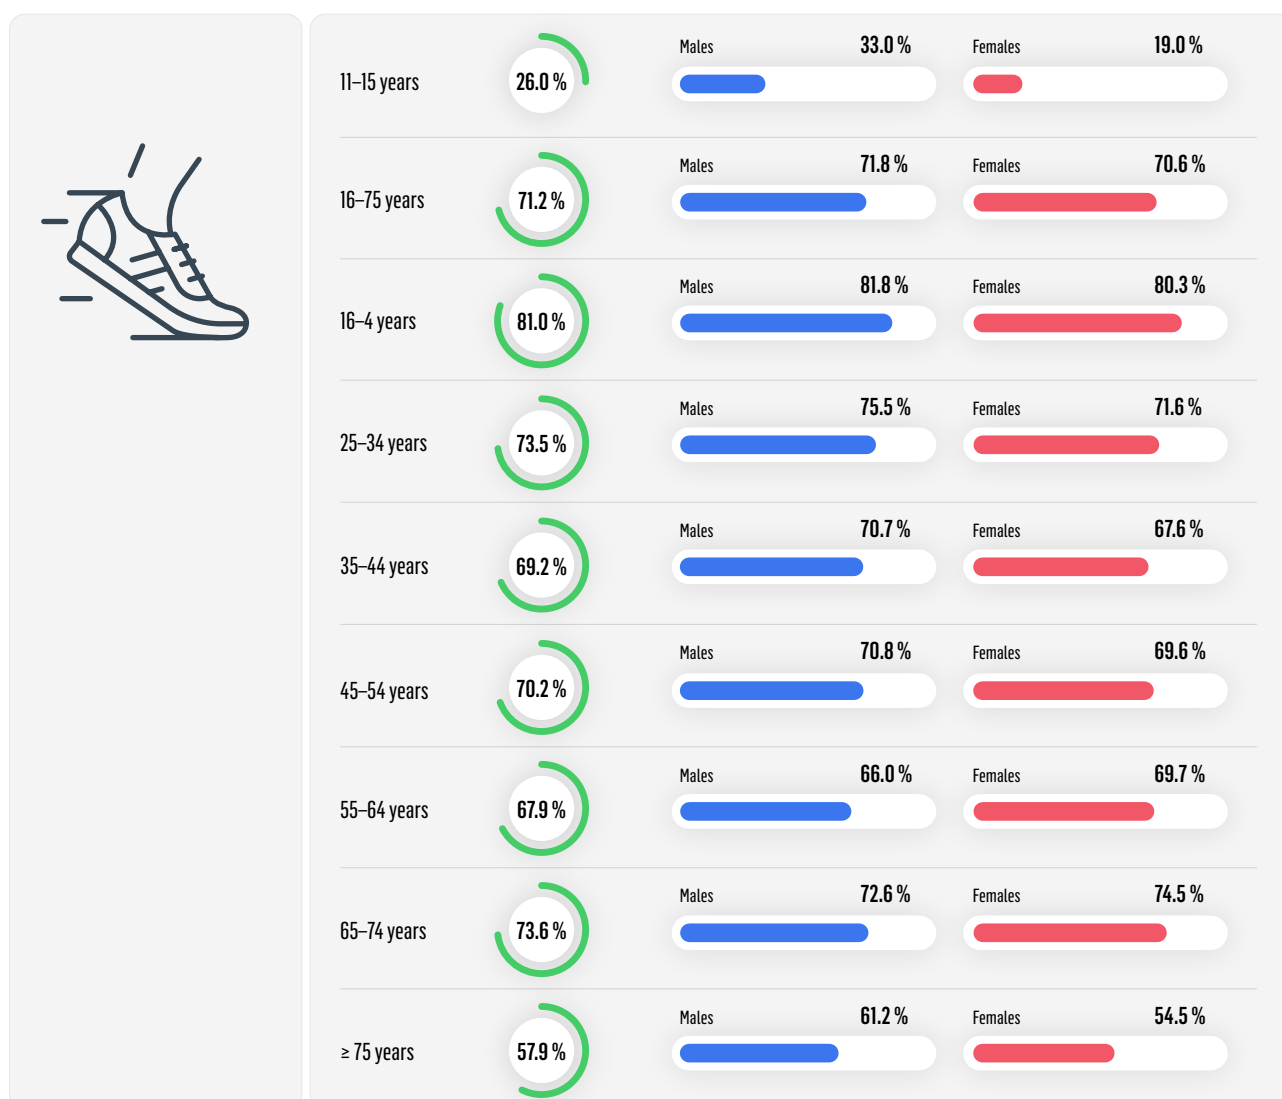 Males 33.0 % Females 19.0 %
11–15 years 26.0 %
Males 71.8 % Females 70.6 %
16–75 years 71.2 %
Males 81.8 % Females 80.3 %
16–4 years 81.0 %
Males 75.5 % Females 71.6 %
25–34 years 73.5 %
Males 70.7 % Females 67.6 %
35–44 years 69.2 %
Males 70.8 % Females 69.6 %
45–54 years 70.2 %
Males 66.0 % Females 69.7 %
55–64 years 67.9 %
Males 72.6 % Females 74.5 %
65–74 years 73.6 %
Males 61.2 % Females 54.5 %
≥ 75 years 57.9 %